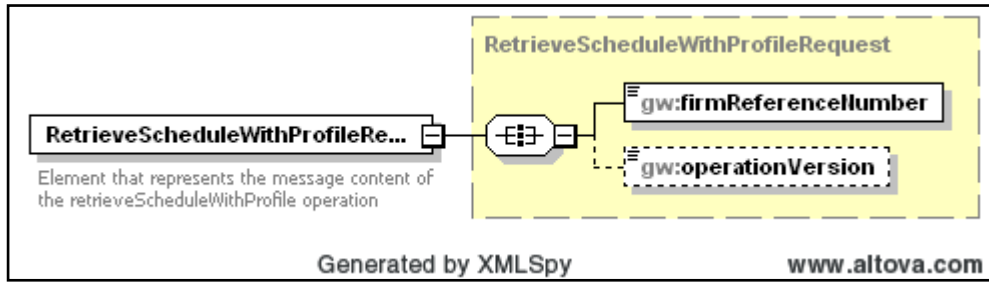 RetrieveScheduleWithProfileRequest
gw:firmReferenceNumber
RetrieveScheduleWithProfileRe...
gw:operationVersion
Element that represents the message content of
the retrieveScheduleWithProfile operation
Generated by XMLSpy
www.altova.com